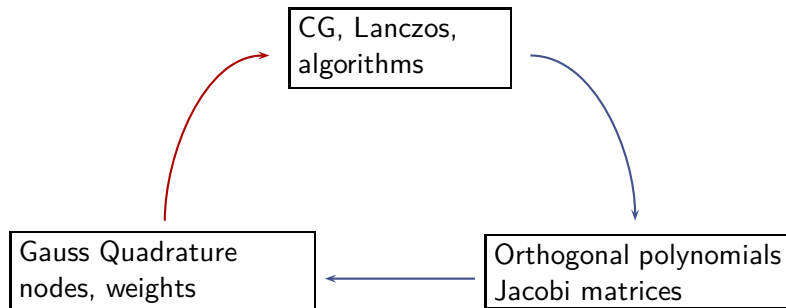 CG, Lanczos,
algorithms
Gauss Quadrature
nodes, weights
Orthogonal polynomials
Jacobi matrices